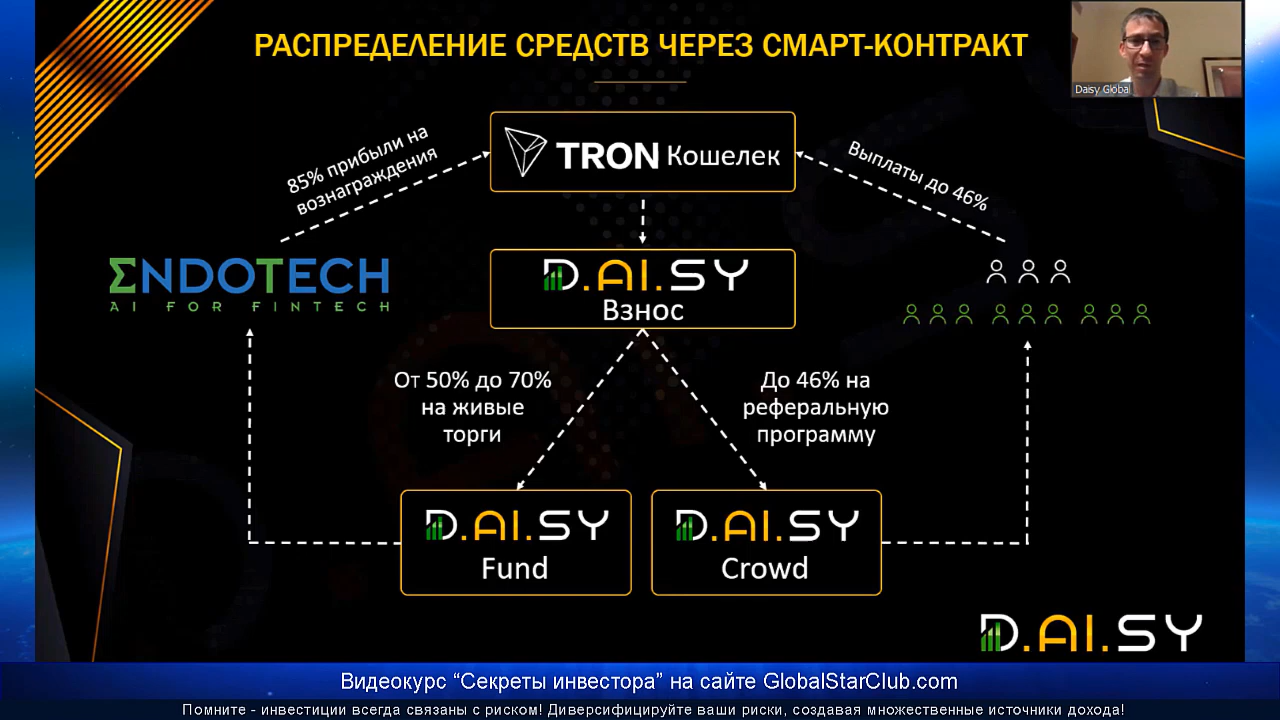 РАСПРЕДЕЛЕНИЕ СРЕДСТВ ЧЕРЕЗ СМАРТ-КОНТРАКТ
Daisy Global
TRON Кошелек
85% прибыли на
вознаграждения
Выплаты до 46%
ΣNDOTECH
AI FOR FINTECH
D.AI.SY
Взнос
От 50% до 70%
на живые
торги
До 46% на
реферальную
программу
D.AI.SY
Fund
D.AI.SY
Crowd
D.AI.SY
Видеокурс “Секреты инвестора” на сайте GlobalStarClub.com
Помните - инвестиции всегда связаны с риском! Диверсифицируйте ваши риски, создавая множественные источники дохода!